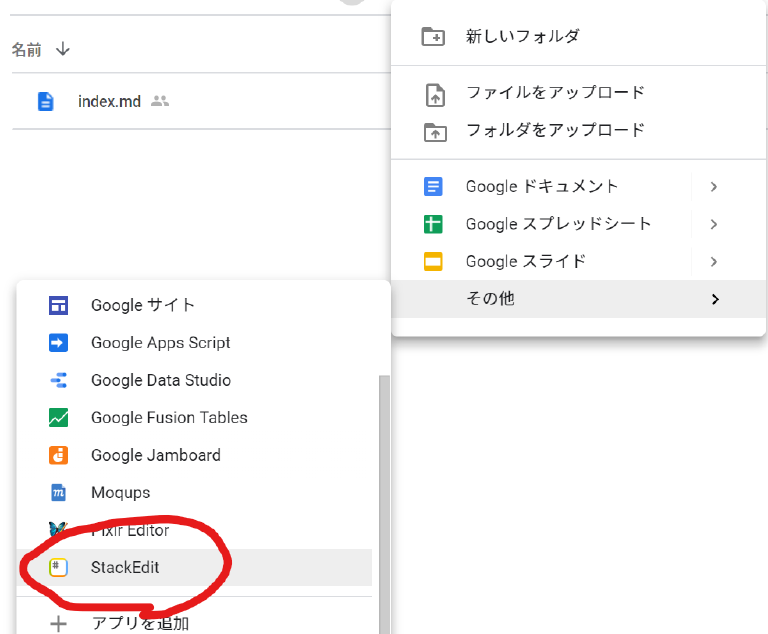 名前
index.md
新しいフォルダ
ファイルをアップロード
フォルダをアップロード
Google ドキュメント
Google スプレッドシート
Google スライド
その他
Google サイト
Google Apps Script
Google Data Studio
Google Fusion Tables
Google Jamboard
Moqups
Pixlr Editor
StackEdit
アプリを追加